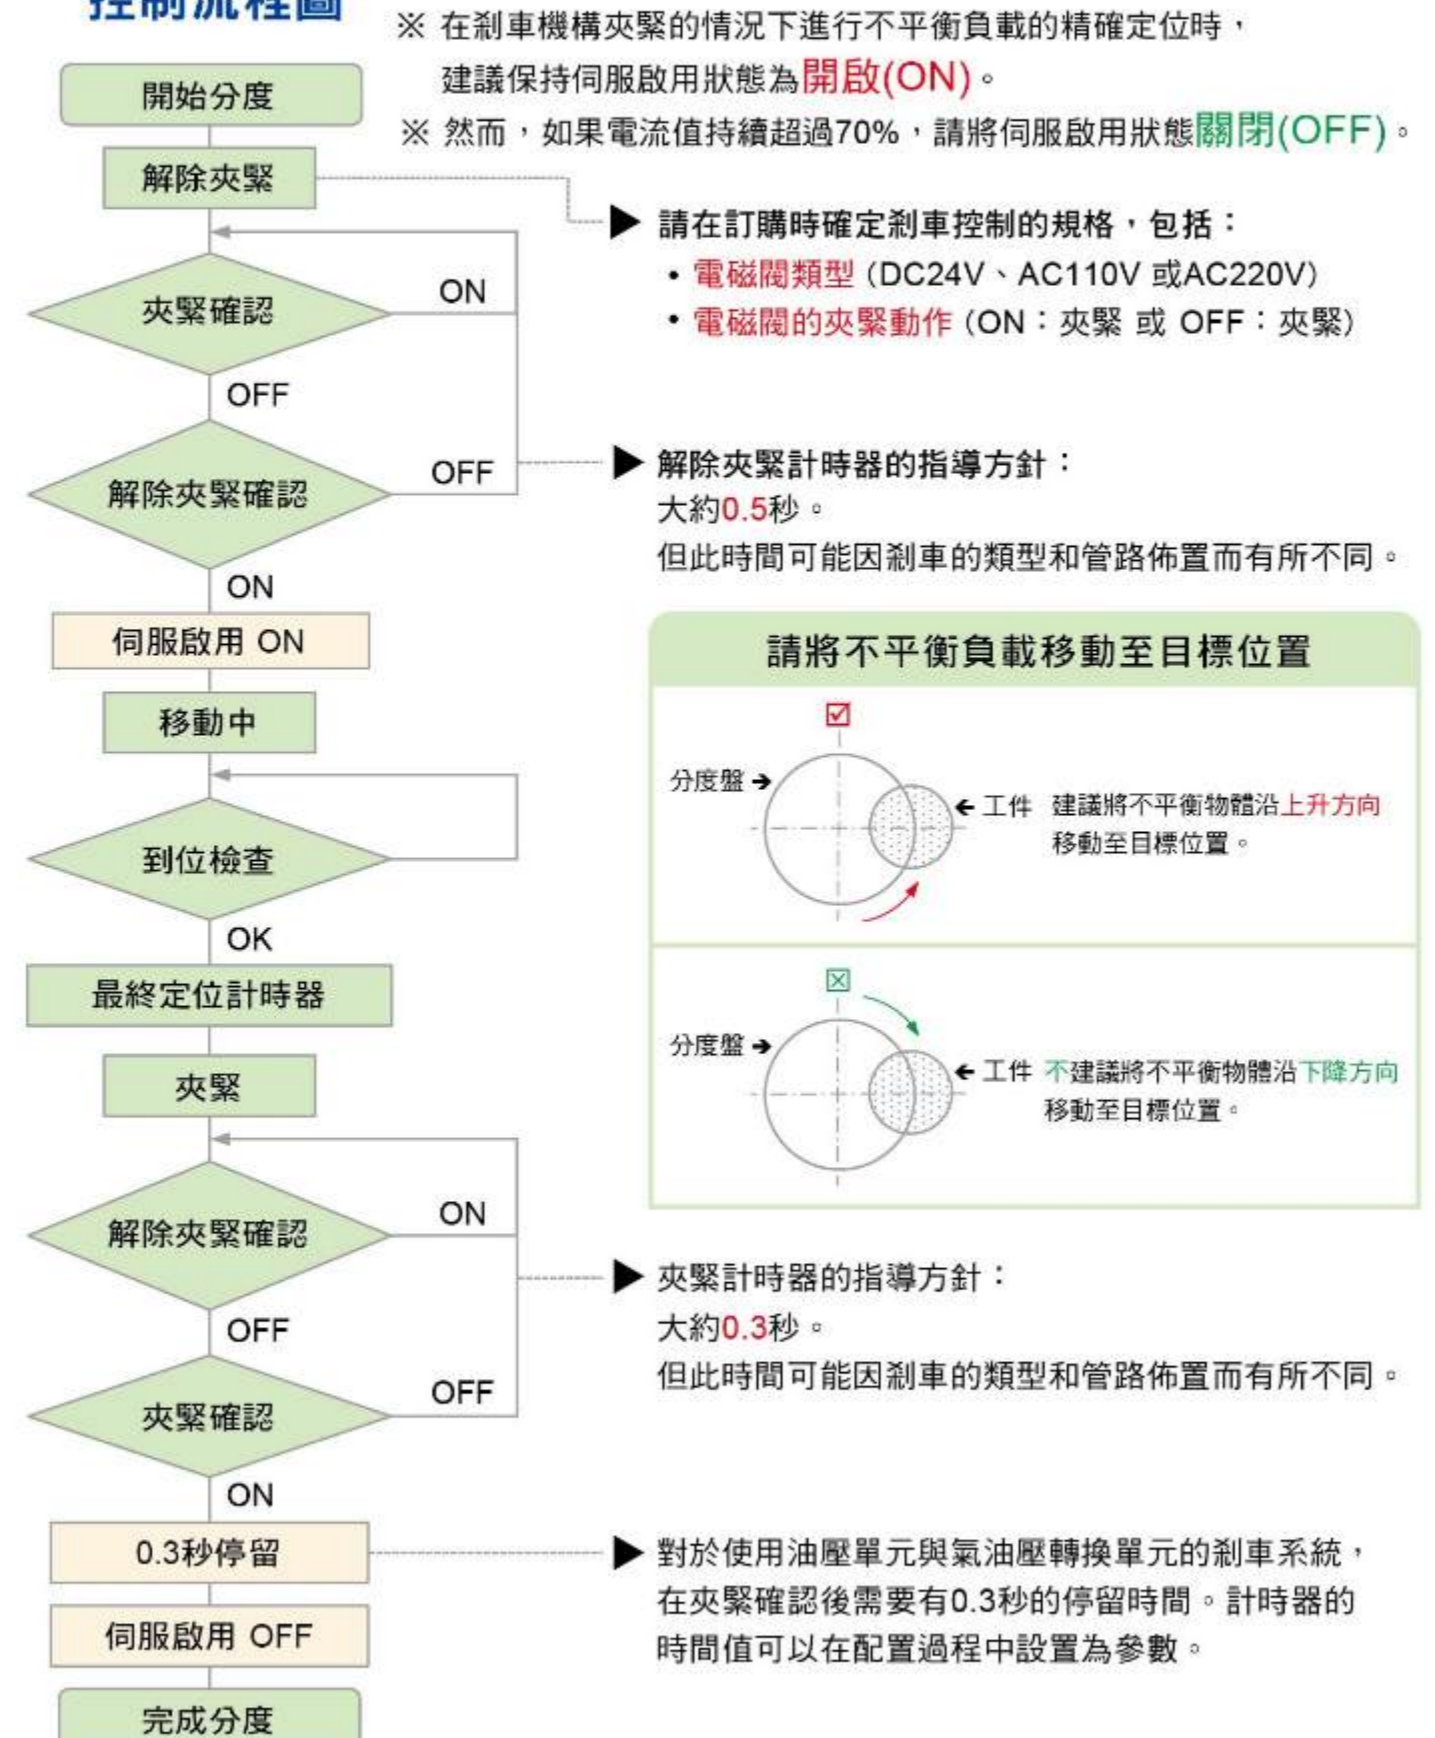 控制流程圖
※ 在剎車機構夾緊的情況下進行不平衡負載的精確定位時，
建議保持伺服啟用狀態為開啟(ON)。
※ 然而，如果電流值持續超過70%，請將伺服啟用狀態關閉(OFF)。
開始分度
解除夾緊
請在訂購時確定剎車控制的規格，包括：
• 電磁閥類型 (DC24V、AC110V 或AC220V)
• 電磁閥的夾緊動作 (ON：夾緊 或 OFF：夾緊)
夾緊確認
ON
OFF
解除夾緊確認
OFF
ON
解除夾緊計時器的指導方針：
大約0.5秒。
但此時間可能因剎車的類型和管路佈置而有所不同。
伺服啟用 ON
移動中
到位檢查
OK
最終定位計時器
夾緊
請將不平衡負載移動至目標位置
分度盤
工件
建議將不平衡物體沿上升方向
移動至目標位置。
分度盤
工件
不建議將不平衡物體沿下降方向
移動至目標位置。
解除夾緊確認
ON
OFF
夾緊確認
OFF
ON
夾緊計時器的指導方針：
大約0.3秒。
但此時間可能因剎車的類型和管路佈置而有所不同。
0.3秒停留
對於使用油壓單元與氣油壓轉換單元的剎車系統，
在夾緊確認後需要有0.3秒的停留時間。計時器的
時間值可以在配置過程中設置為參數。
伺服啟用 OFF
完成分度